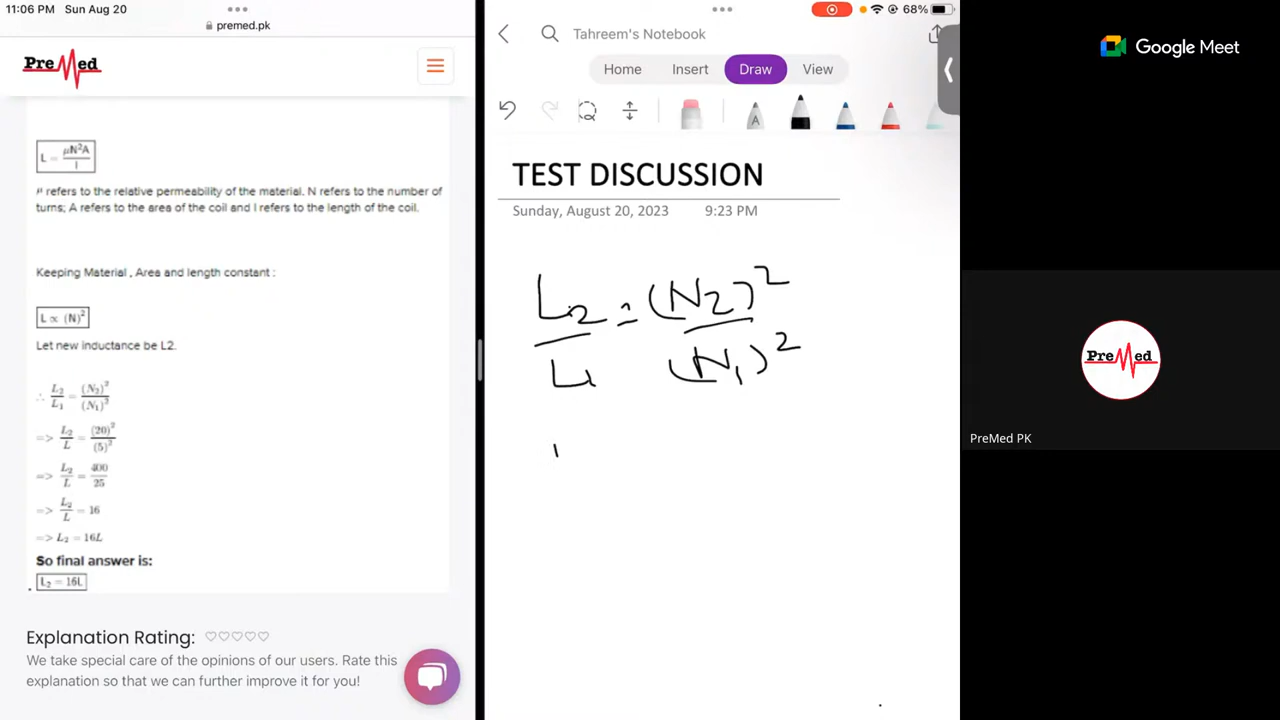 11:06 PM Sun Aug 20
premed.pk
PreMed
L = μN²A / l
μ refers to the relative permeability of the material. N refers to the number of
turns; A refers to the area of the coil and l refers to the length of the coil.
Keeping Material , Area and length constant :
L ∝ (N)²
Let new inductance be L2.
∴ L₂/L₁ = (N₂)²/(N₁)²
=> L₂/L = (20)²/(5)²
=> L₂/L = 400/25
=> L₂/L = 16
=> L₂ = 16L
So final answer is:
L₂ = 16L
Explanation Rating:
We take special care of the opinions of our users. Rate this
explanation so that we can further improve it for you!
68%
Tahreem's Notebook
Home Insert Draw View
A
TEST DISCUSSION
Sunday, August 20, 2023 9:23 PM
L₂/L₁ = (N₂)²/(N₁)²
Google Meet
PreMed
PreMed PK